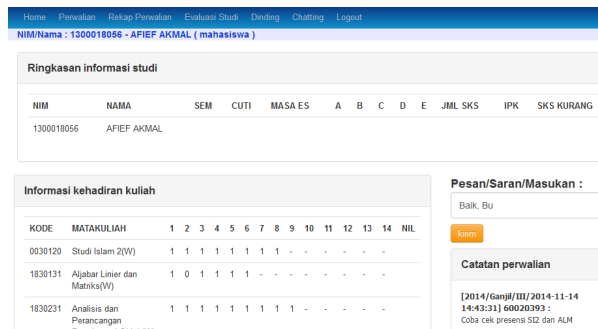 Home Perwalian Rekap Perwalian Evaluasi Studi Dinding Chatting Logout
NIM/Nama : 1300018056 - AFIEF AKMAL ( mahasiswa )
Ringkasan informasi studi
NIM NAMA SEM CUTI MASA ES A B C D E JML SKS IPK SKS KURANG
1300018056 AFIEF AKMAL
Informasi kehadiran kuliah
KODE MATAKULIAH 1 2 3 4 5 6 7 8 9 10 11 12 13 14 NIL
0030120 Studi Islam 2(W) 1 1 1 1 1 1 1 1 - - - - - -
1830131 Aljabar Linier dan 1 0 1 1 1 1 - - - - - - - -
Matriks(W)
1830231 Analisis dan 1 1 1 1 1 1 1 1 1 - - - - -
Perancangan
Pesan/Saran/Masukan :
Baik, Bu
kirim
Catatan perwalian
[2014/Ganjil/III/2014-11-14
14:43:31] 60020393 :
Coba cek presensi SI2 dan ALM